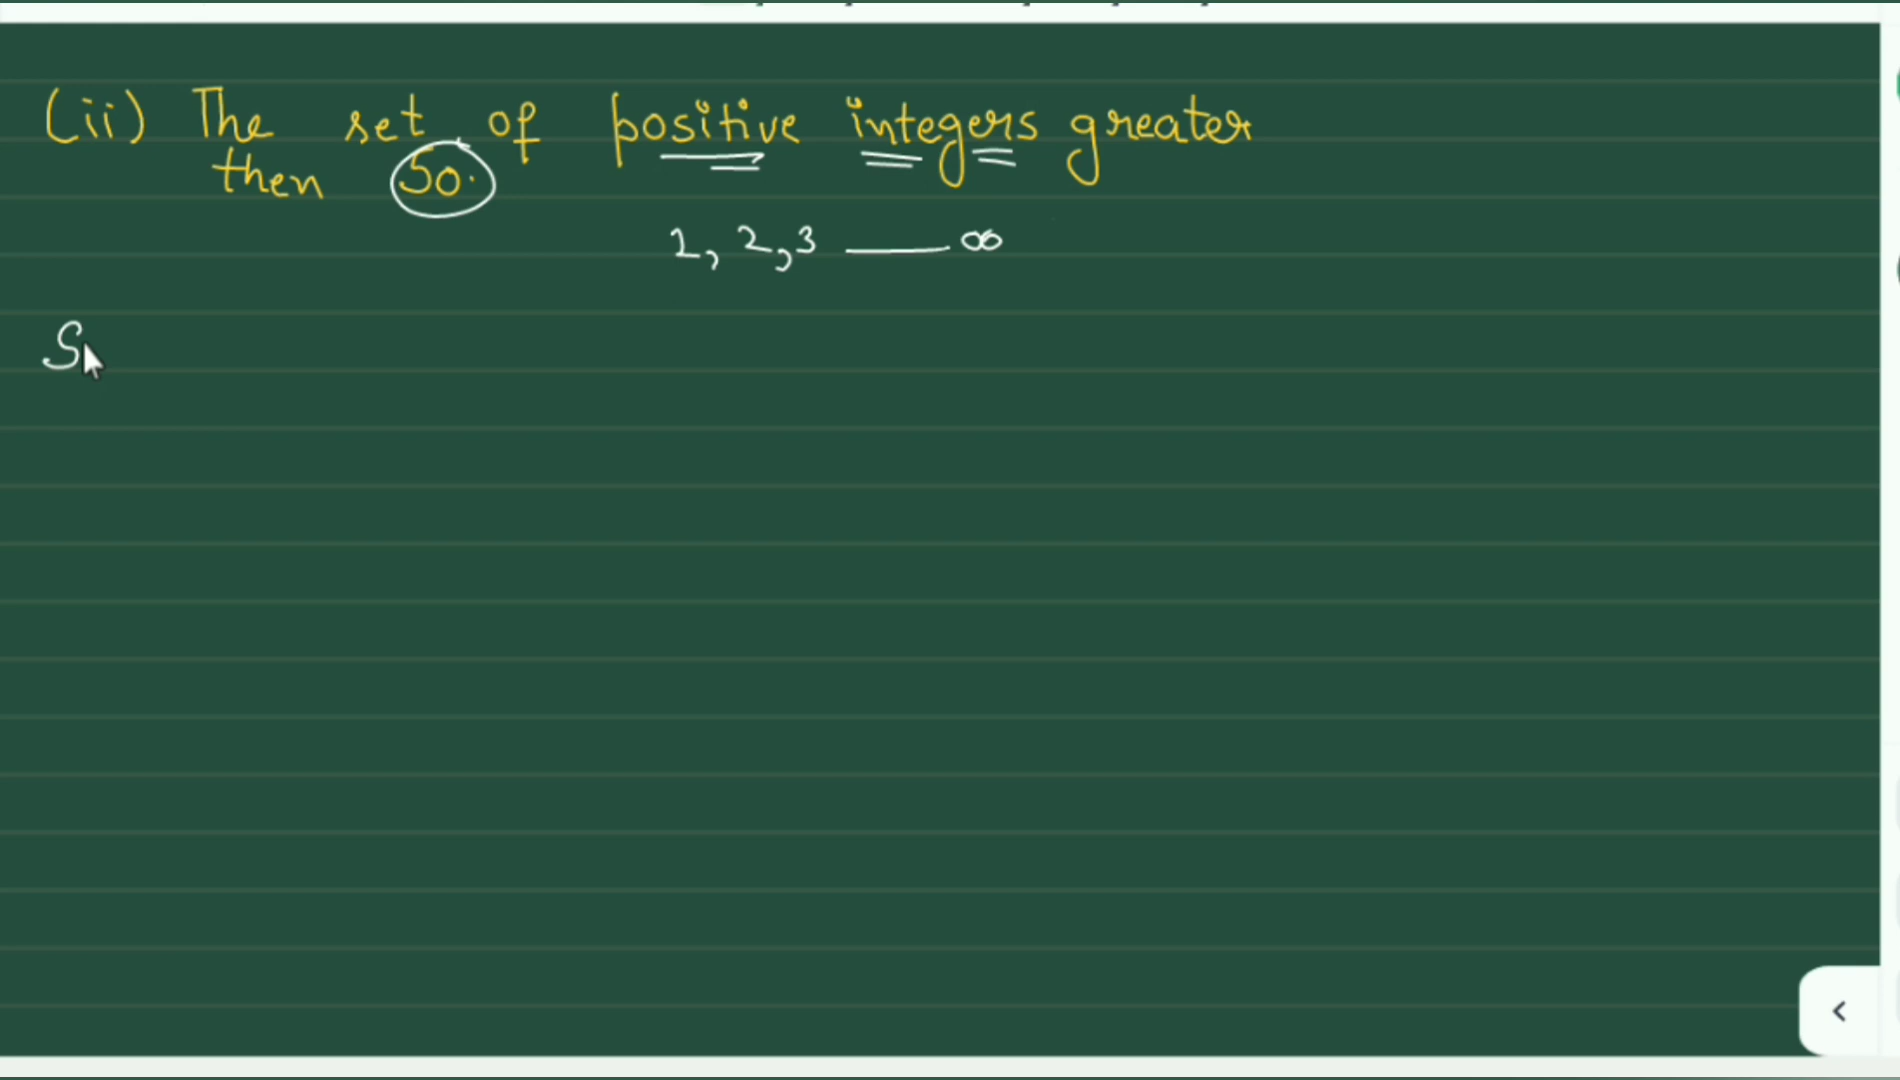 (ii) The set of positive integers greater
then 50.
1, 2, 3 —— ∞
S